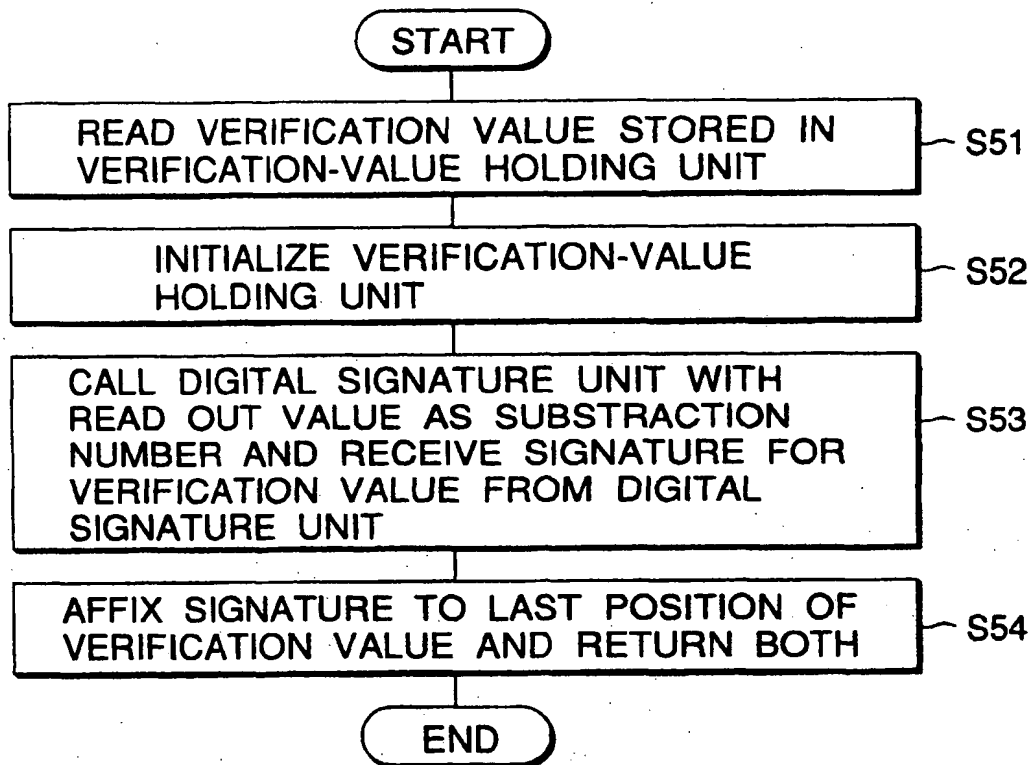 START
READ VERIFICATION VALUE STORED IN
VERIFICATION-VALUE HOLDING UNIT
S51
INITIALIZE VERIFICATION-VALUE
HOLDING UNIT
S52
CALL DIGITAL SIGNATURE UNIT WITH
READ OUT VALUE AS SUBSTRACTION
NUMBER AND RECEIVE SIGNATURE FOR
VERIFICATION VALUE FROM DIGITAL
SIGNATURE UNIT
S53
AFFIX SIGNATURE TO LAST POSITION OF
VERIFICATION VALUE AND RETURN BOTH
S54
END